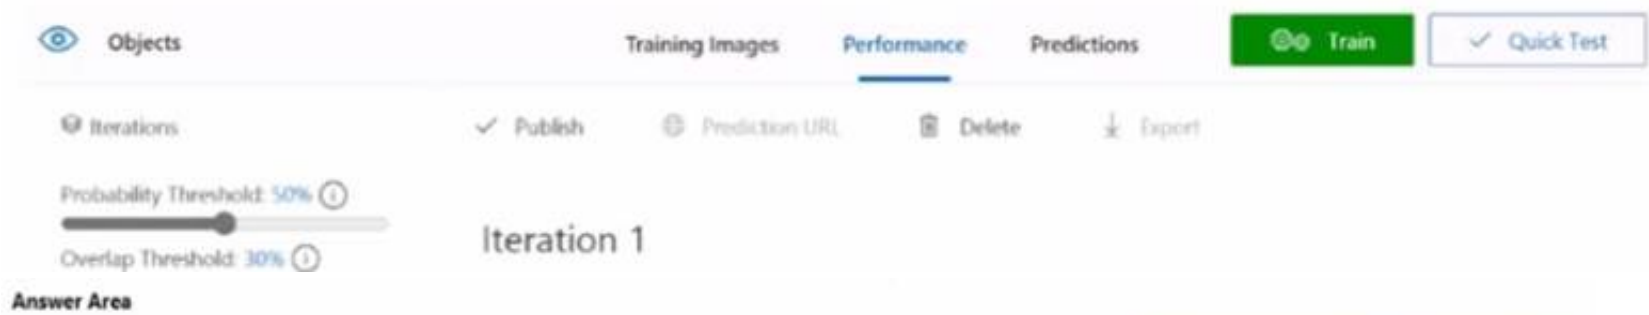 Objects Training Images Performance Predictions Train Quick Test
Iterations Publish Prediction URL Delete Export
Probability Threshold: 50%
Iteration 1
Overlap Threshold: 30%
Answer Area